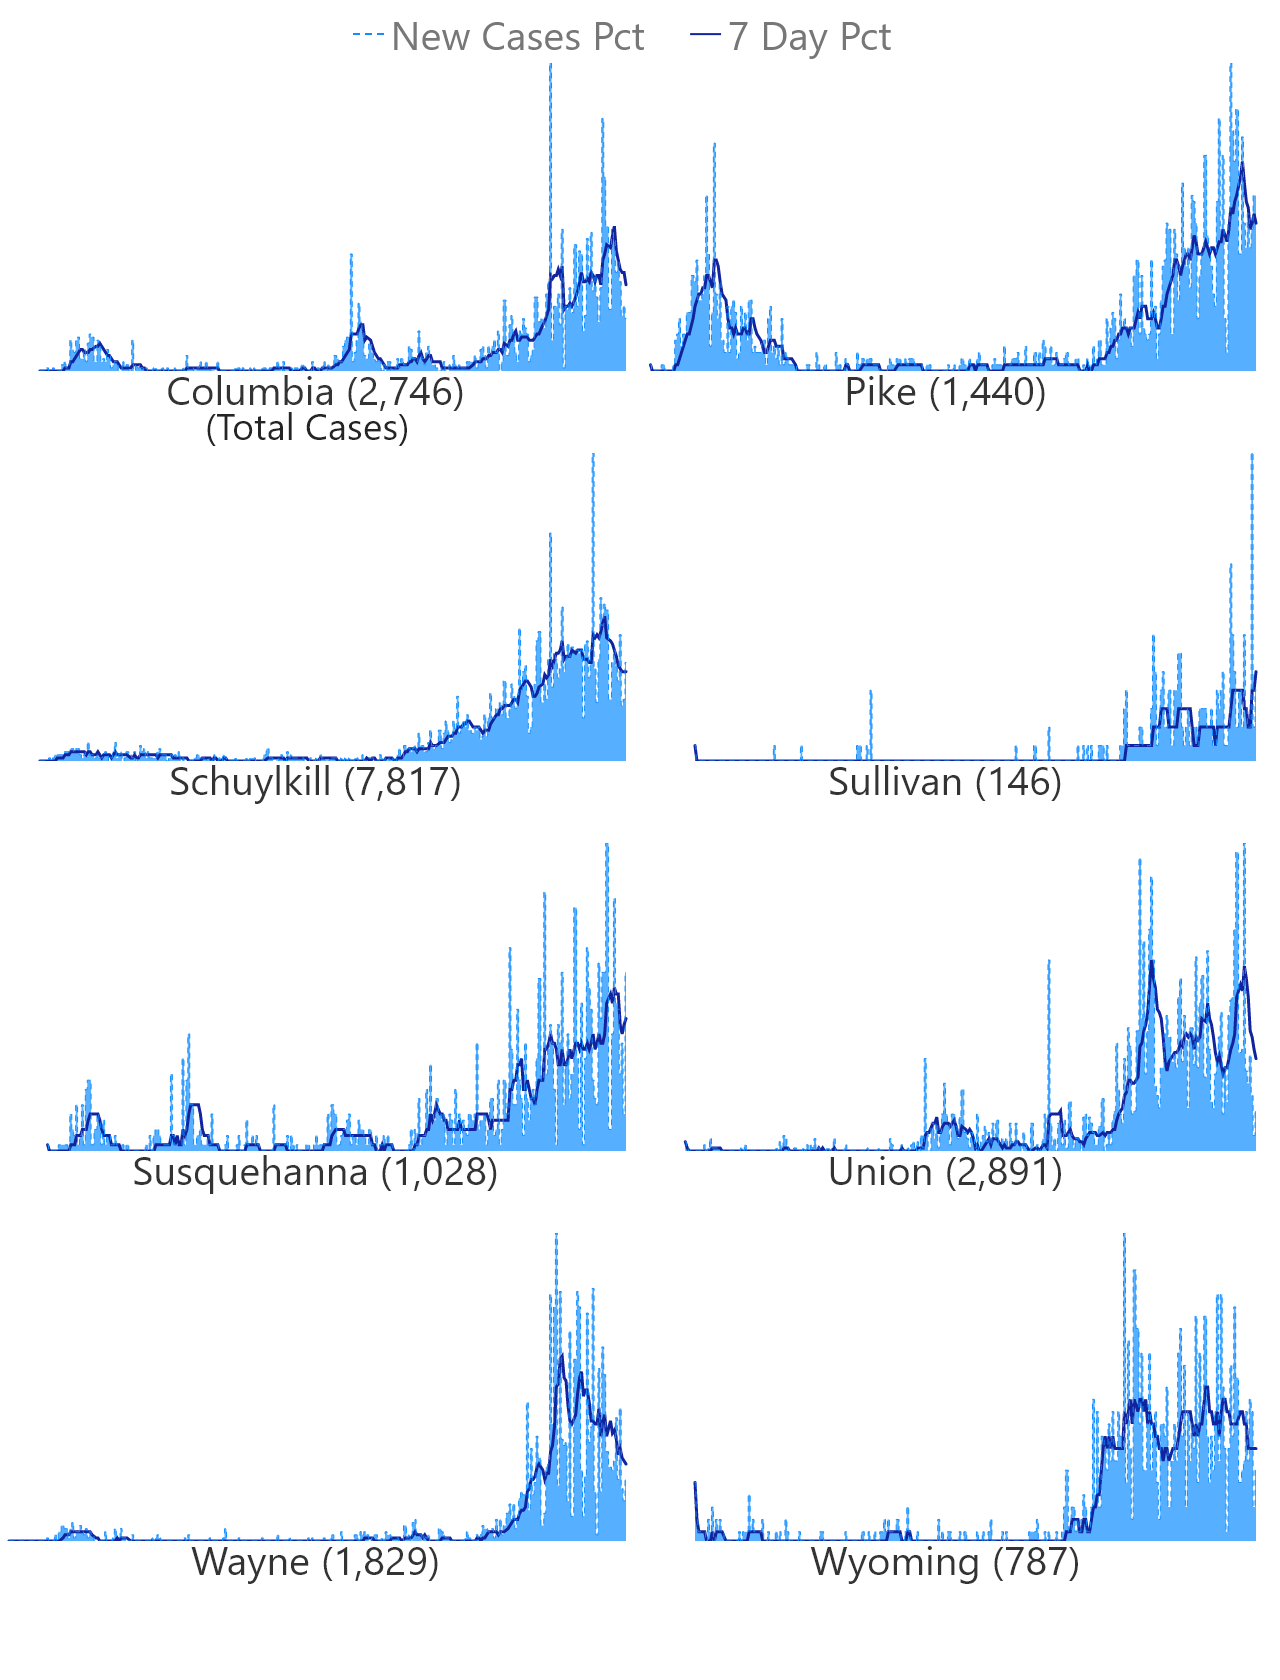 New Cases Pct 7 Day Pct
Columbia (2,746) Pike (1,440)
(Total Cases)
Schuylkill (7,817) Sullivan (146)
Susquehanna (1,028) Union (2,891)
Wayne (1,829) Wyoming (787)